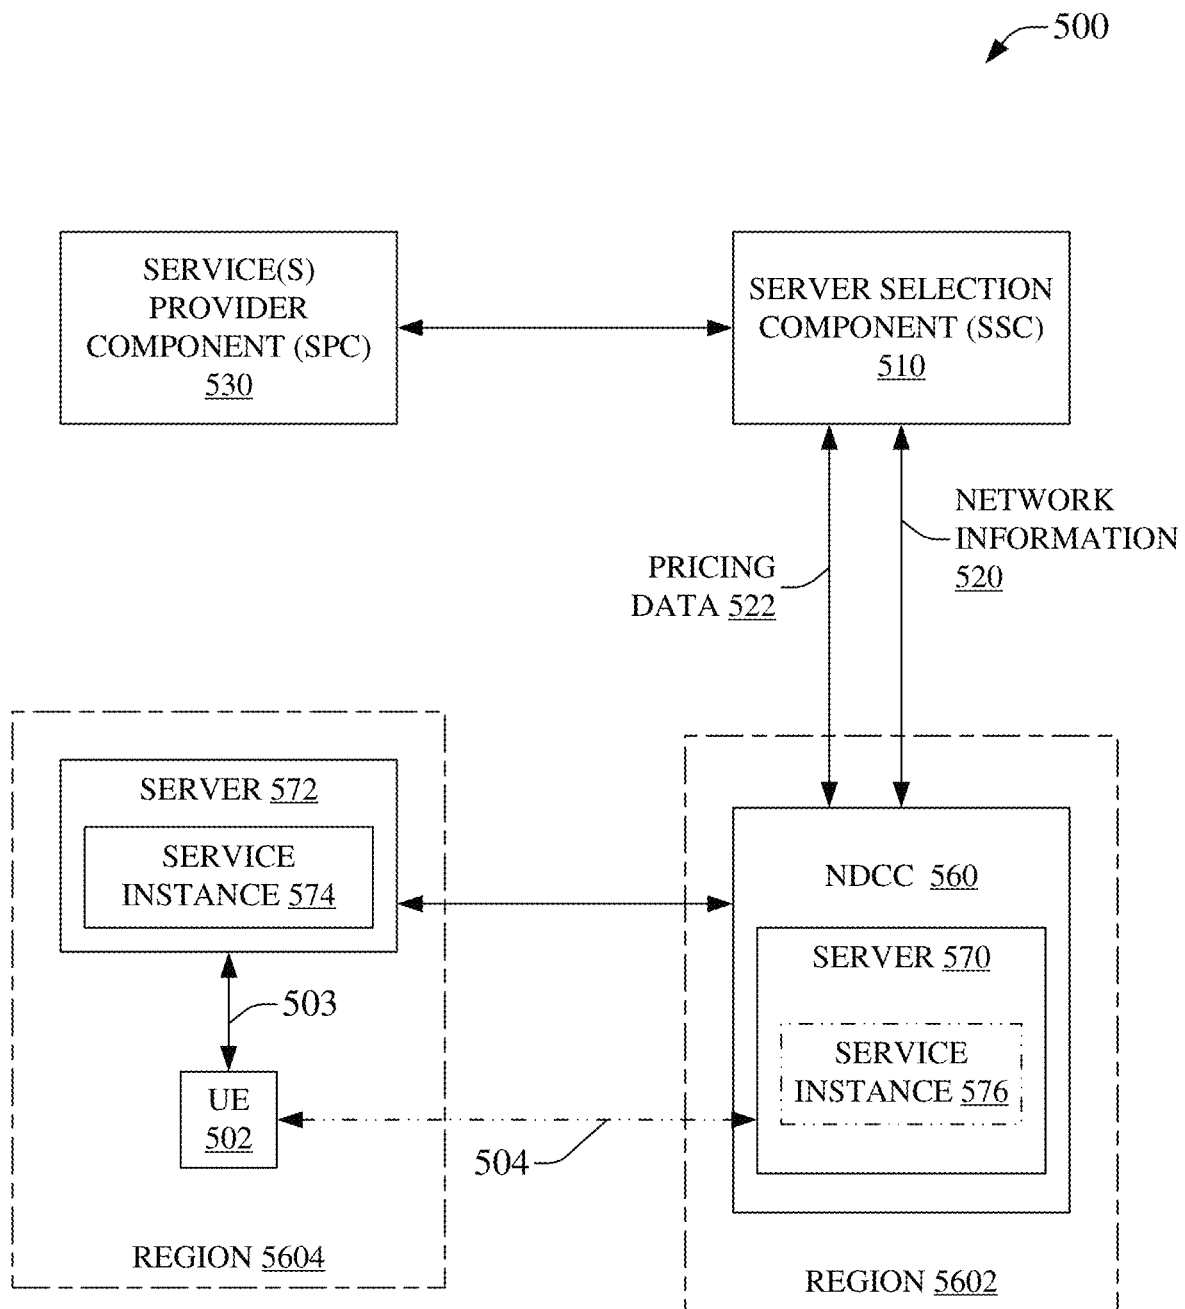 500
SERVICE(S)
PROVIDER
COMPONENT (SPC)
530
SERVER SELECTION
COMPONENT (SSC)
510
NETWORK
INFORMATION
520
PRICING
DATA 522
SERVER 572
SERVICE
INSTANCE 574
503
UE
502
504
REGION 5604
NDCC 560
SERVER 570
SERVICE
INSTANCE 576
REGION 5602